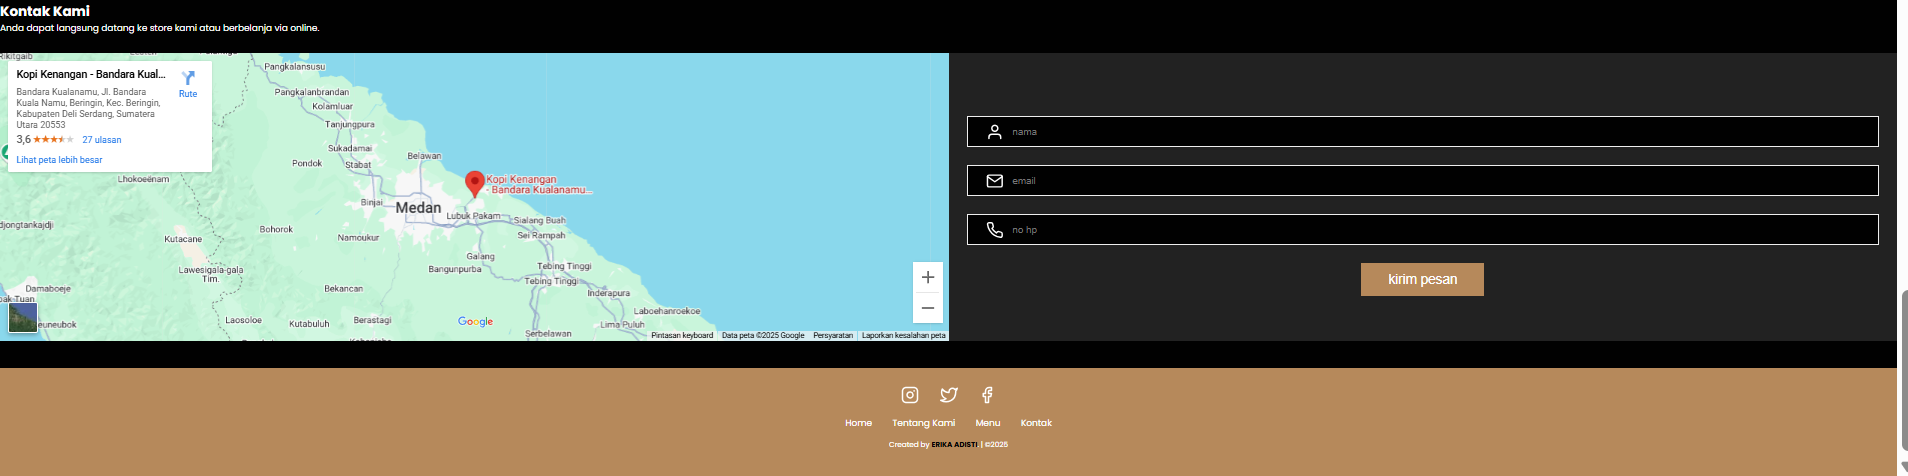 Kontak Kami
Anda dapat langsung datang ke store kami atau berbelanja via online.
Kopi Kenangan - Bandara Kual...
Rute
Bandara Kualanamu, Jl. Bandara
Kuala Namu, Beringin, Kec. Beringin,
Kabupaten Deli Serdang, Sumatera
Utara 20553
3,6
27 ulasan
Lihat peta lebih besar
Pangkalansusu
Pangkalanbrandan
Kolamluar
Tanjungpura
Sukadamai
Belawan
Pondok
Stabat
Lhokoeënam
Kopi Kenangan
- Bandara Kualanamu...
Binjai
Medan
Lubuk Pakam
Sialang Buah
djongtankajdji
Bohorok
Sei Rampah
Kutacane
Namoukur
Galang
Lawesigala-gala
Tim.
Bangunpurba
Tebing Tinggi
Tebing Tinggi
Damaboeje
Bekancan
Inderapura
pak Tuan
Laboehanroekoe
euneubok
Laosoloe
Kutabuluh
Berastagi
Google
Lima Puluh
Serbelawan
Pintasan keyboard
Data peta ©2025 Google
Persyaratan
Laporkan kesalahan peta
nama
email
no hp
kirim pesan
Home Tentang Kami Menu Kontak
Created by ERIKA ADISTI | ©2025